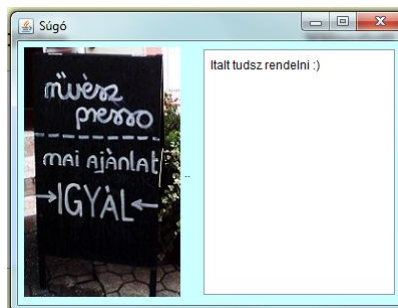 Súgó
művész
presso
mai ajánlat
→IGYÁL←
Italt tudsz rendelni :)